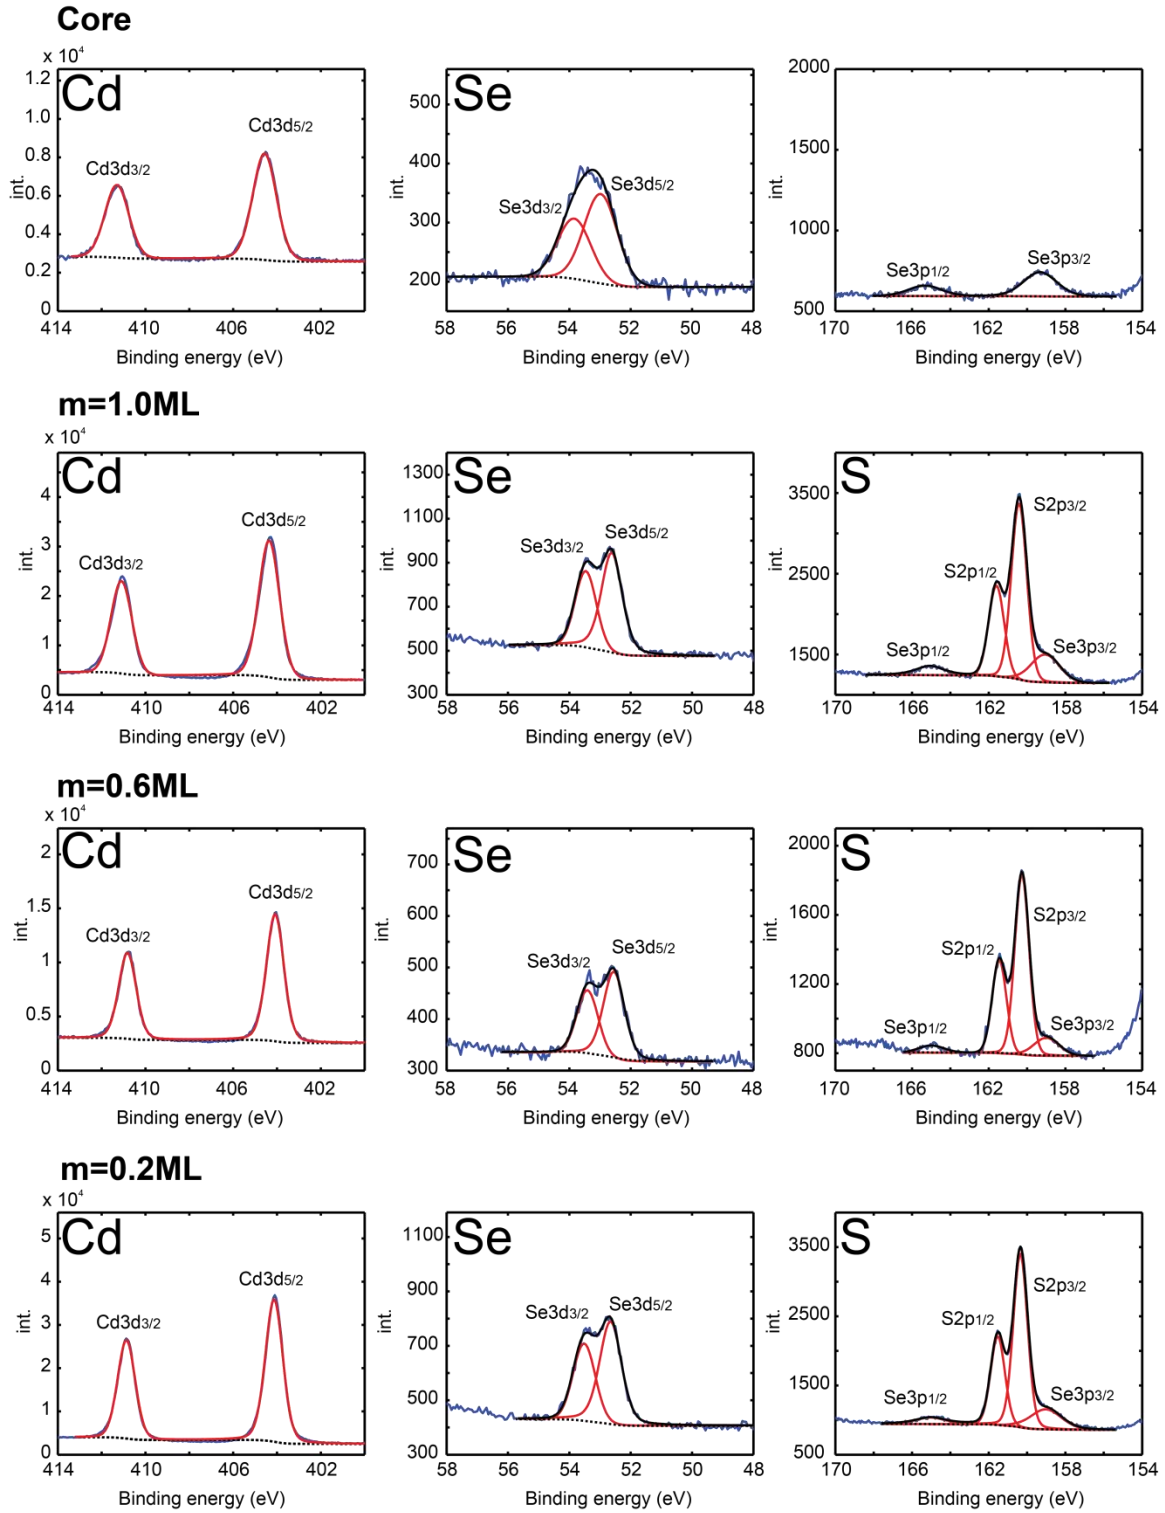 Core
x 10⁴
Cd
Cd3d3/2
Cd3d5/2
1.2
1.0
0.8
0.6
0.4
0.2
0
int.
414 410 406 402
Binding energy (eV)
Se
Se3d3/2
Se3d5/2
500
400
300
200
int.
58 56 54 52 50 48
Binding energy (eV)
Se3p1/2
Se3p3/2
2000
1500
1000
500
int.
170 166 162 158 154
Binding energy (eV)
m=1.0ML
x 10⁴
Cd
Cd3d3/2
Cd3d5/2
4
3
2
1
0
int.
414 410 406 402
Binding energy (eV)
Se
Se3d3/2
Se3d5/2
1300
1100
900
700
500
300
int.
58 56 54 52 50 48
Binding energy (eV)
S
S2p3/2
S2p1/2
Se3p1/2
Se3p3/2
3500
2500
1500
int.
170 166 162 158 154
Binding energy (eV)
m=0.6ML
x 10⁴
Cd
Cd3d3/2
Cd3d5/2
2
1.5
1
0.5
0
int.
414 410 406 402
Binding energy (eV)
Se
Se3d3/2
Se3d5/2
700
600
500
400
300
int.
58 56 54 52 50 48
Binding energy (eV)
S
S2p3/2
S2p1/2
Se3p1/2
Se3p3/2
2000
1600
1200
800
int.
170 166 162 158 154
Binding energy (eV)
m=0.2ML
x 10⁴
Cd
Cd3d3/2
Cd3d5/2
5
4
3
2
1
0
int.
414 410 406 402
Binding energy (eV)
Se
Se3d3/2
Se3d5/2
1100
900
700
500
300
int.
58 56 54 52 50 48
Binding energy (eV)
S
S2p3/2
S2p1/2
Se3p1/2
Se3p3/2
3500
2500
1500
500
int.
170 166 162 158 154
Binding energy (eV)